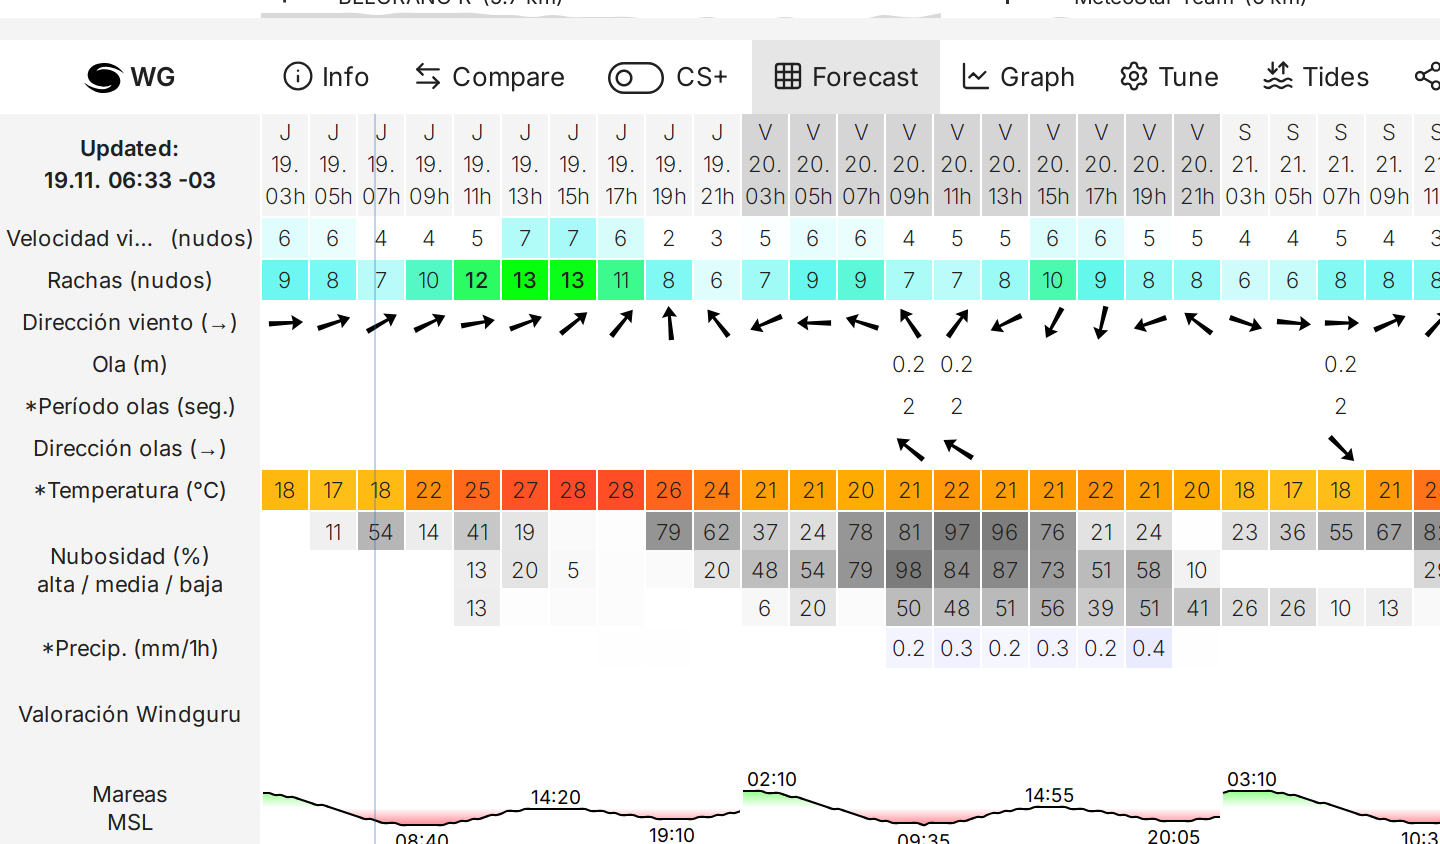 BELGRANO R (3.7 km)
WG
Info
Compare
CS+
Forecast
Graph
Tune
Tides
Updated:
19.11. 06:33 -03
J J J J J J J J J J V V V V V V V V V V S S S S
19. 19. 19. 19. 19. 19. 19. 19. 19. 19. 20. 20. 20. 20. 20. 20. 20. 20. 20. 20. 21. 21. 21. 21.
03h 05h 07h 09h 11h 13h 15h 17h 19h 21h 03h 05h 07h 09h 11h 13h 15h 17h 19h 21h 03h 05h 07h 09h
Velocidad vi... (nudos) 6 6 4 4 5 7 7 6 2 3 5 6 6 4 5 5 6 6 5 5 4 4 5 4
Rachas (nudos) 9 8 7 10 12 13 13 11 8 6 7 9 9 7 7 8 10 9 8 8 6 6 8 8
Dirección viento (→)
Ola (m) 0.2 0.2 0.2
*Período olas (seg.) 2 2 2
Dirección olas (→)
*Temperatura (°C) 18 17 18 22 25 27 28 28 26 24 21 21 20 21 22 21 21 22 21 20 18 17 18 21
11 54 14 41 19 79 62 37 24 78 81 97 96 76 21 24 23 36 55 67
Nubosidad (%)
13 20 5 20 48 54 79 98 84 87 73 51 58 10
alta / media / baja
13 6 20 50 48 51 56 39 51 41 26 26 10 13
*Precip. (mm/1h) 0.2 0.3 0.2 0.3 0.2 0.4
Valoración Windguru
02:10 03:10
Mareas 14:20 14:55
MSL
08:40 19:10 09:35 20:05